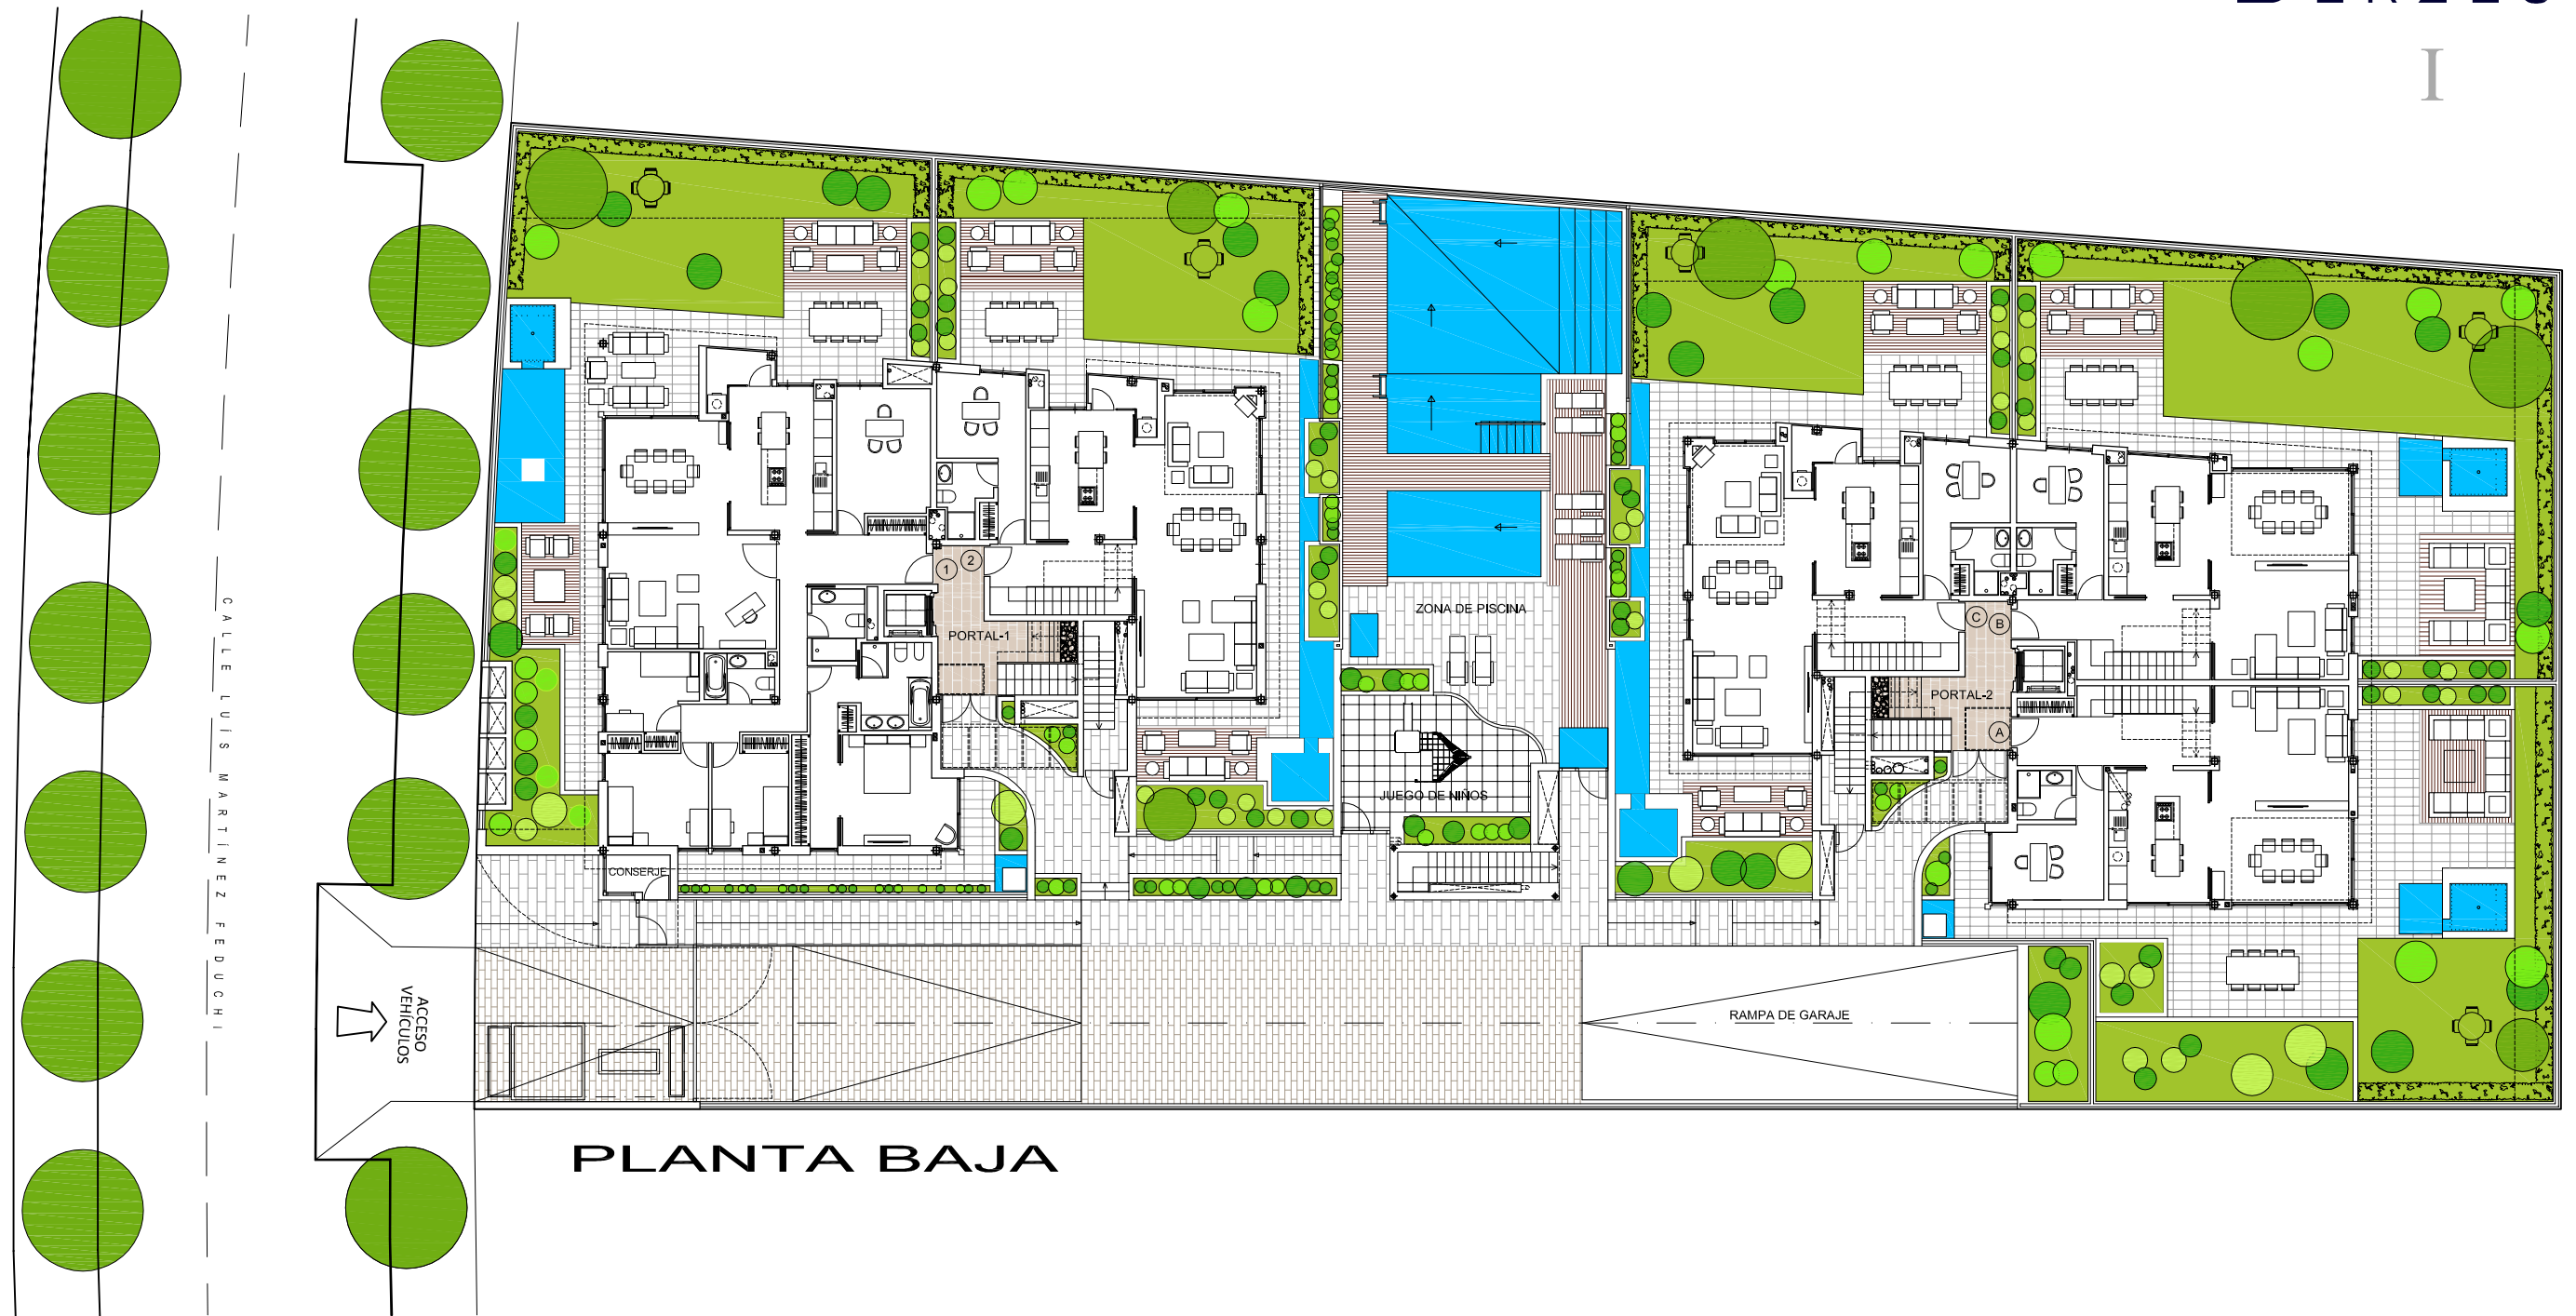 I
CALLE LUÍS MARTÍNEZ FEDUCHI
1
2
PORTAL-1
ZONA DE PISCINA
C
B
PORTAL-2
A
JUEGO DE NIÑOS
CONSERJE
ACCESO
VEHÍCULOS
RAMPA DE GARAJE
PLANTA BAJA